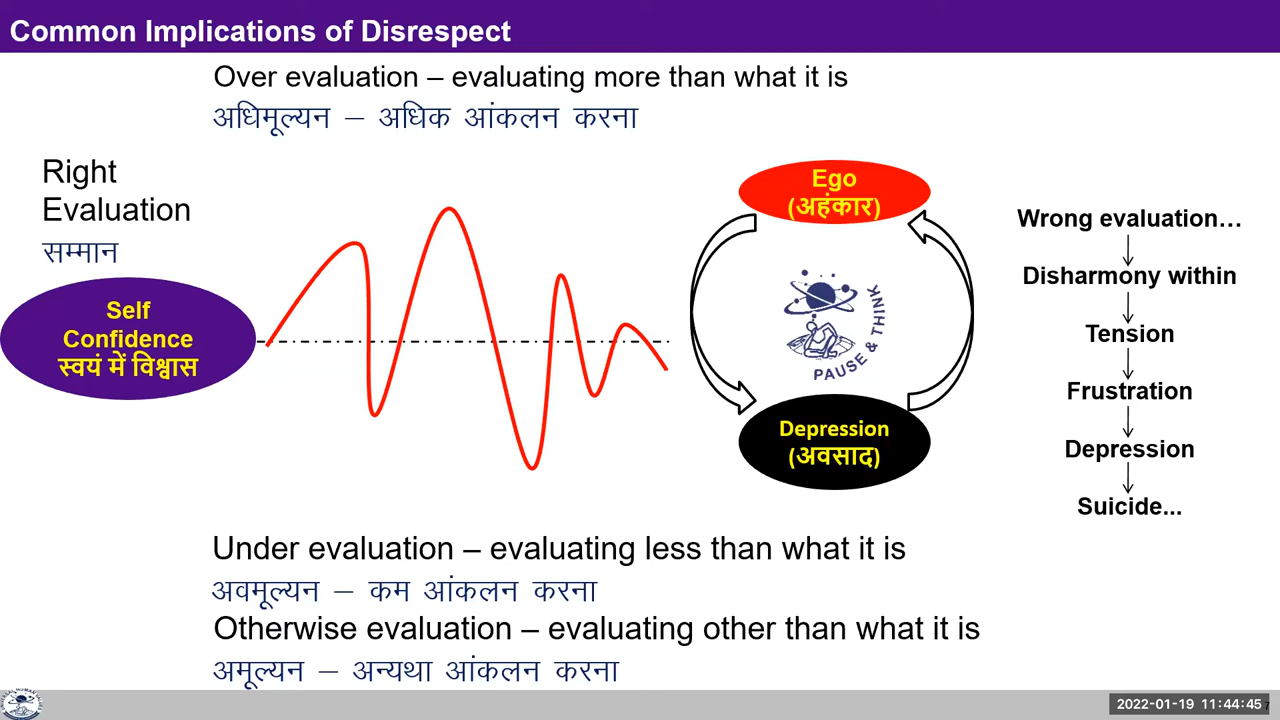 Common Implications of Disrespect
Over evaluation – evaluating more than what it is
अधिमूल्यन – अधिक आंकलन करना
Right
Evaluation
सम्मान
Self
Confidence
स्वयं में विश्वास
Ego
(अहंकार)
PAUSE & THINK
Depression
(अवसाद)
Wrong evaluation…
Disharmony within
Tension
Frustration
Depression
Suicide...
Under evaluation – evaluating less than what it is
अवमूल्यन – कम आंकलन करना
Otherwise evaluation – evaluating other than what it is
अमूल्यन – अन्यथा आंकलन करना
2022-01-19 11:44:45
7